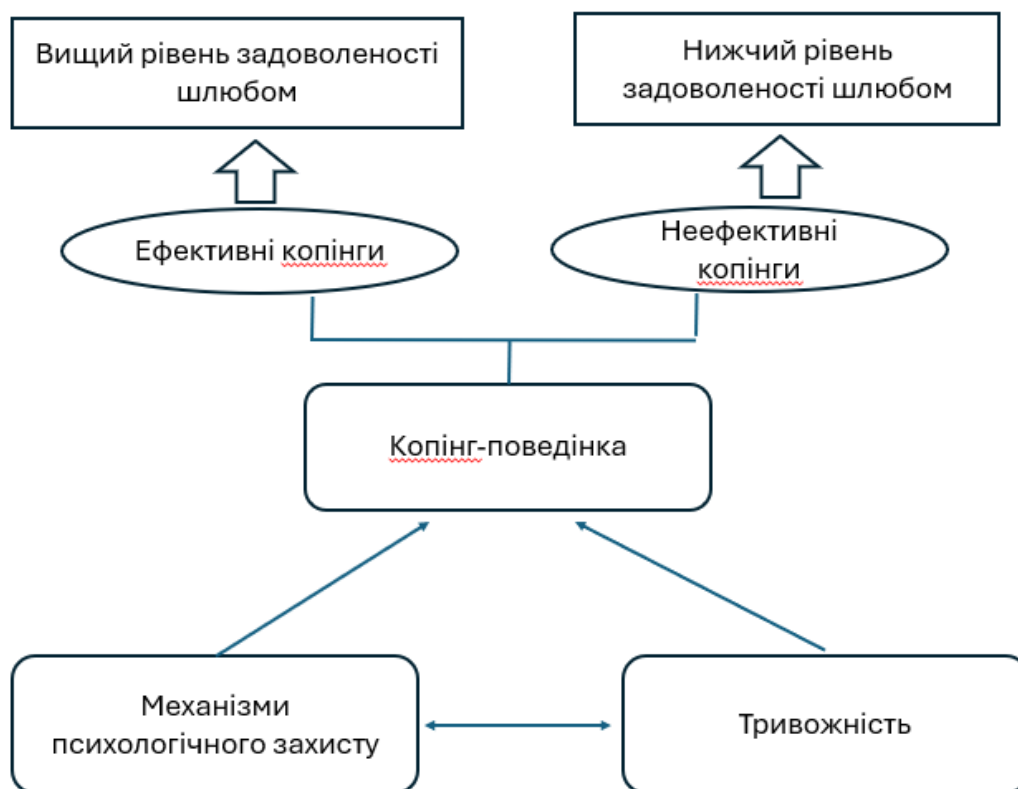 Вищий рівень задоволеності
шлюбом
Нижчий рівень
задоволеності шлюбом
Ефективні копінги
Неефективні
копінги
Копінг-поведінка
Механізми
психологічного захисту
Тривожність